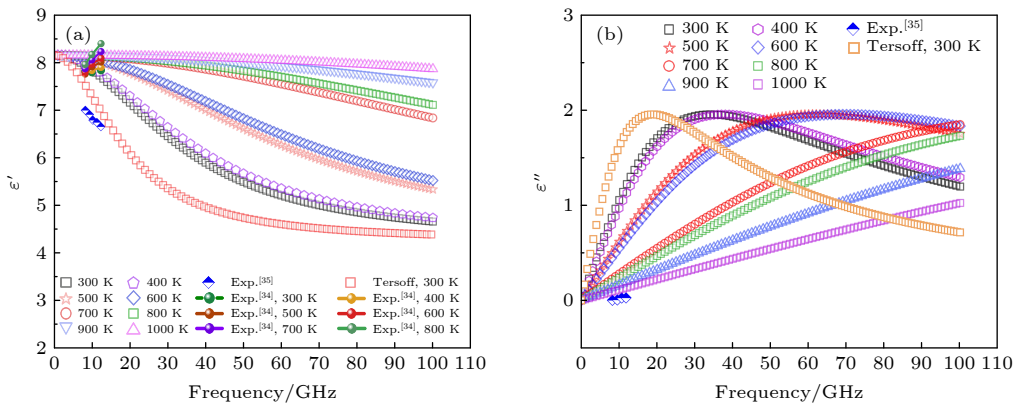 9
8
7
6
5
4
3
2
ε′
(a)
300 K 400 K Exp.[35] Tersoff, 300 K
500 K 600 K Exp.[34], 300 K Exp.[34], 400 K
700 K 800 K Exp.[34], 500 K Exp.[34], 600 K
900 K 1000 K Exp.[34], 700 K Exp.[34], 800 K
0 10 20 30 40 50 60 70 80 90 100 110
Frequency/GHz
3
2
1
0
ε″
(b)
300 K 400 K Exp.[35]
500 K 600 K Tersoff, 300 K
700 K 800 K
900 K 1000 K
0 10 20 30 40 50 60 70 80 90 100 110
Frequency/GHz